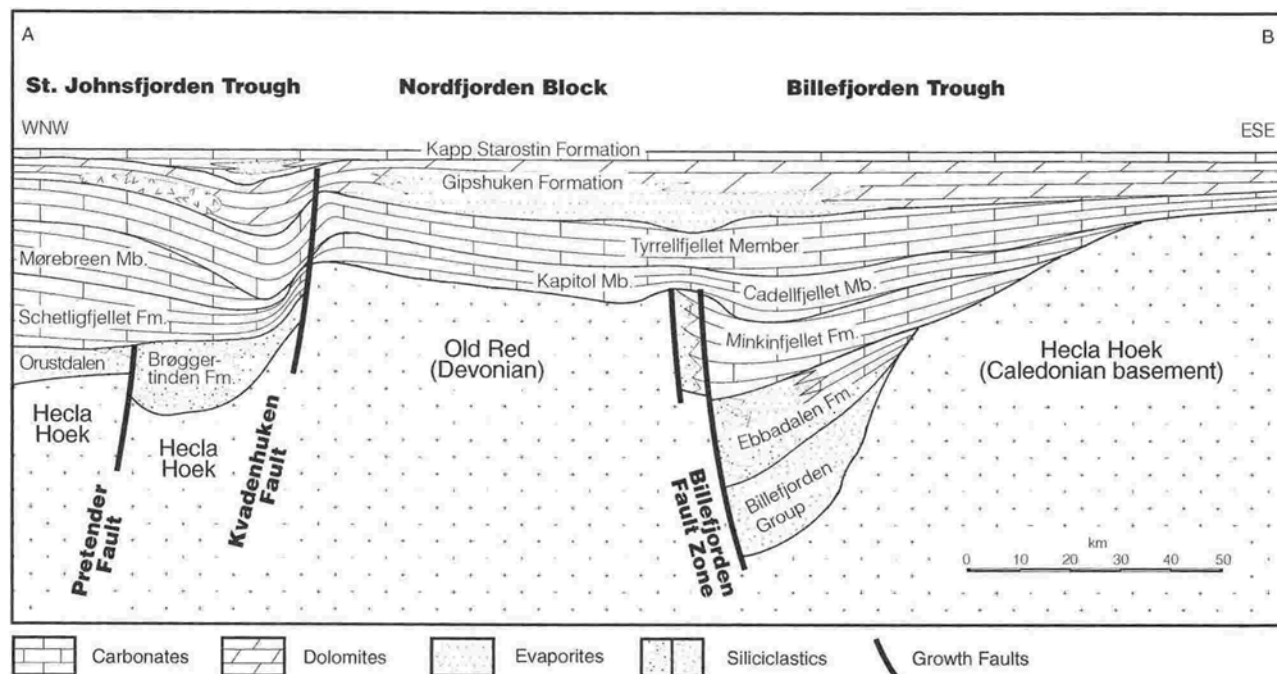 A
B
St. Johnsfjorden Trough
Nordfjorden Block
Billefjorden Trough
WNW
ESE
Kapp Starostin Formation
Gipshuken Formation
Tyrrellfjellet Member
Mørebreen Mb.
Kapitol Mb.
Cadellfjellet Mb.
Schetligfjellet Fm.
Minkinfjellet Fm.
Orustdalen
Brøgger-
tinden Fm.
Old Red
(Devonian)
Hecla Hoek
(Caledonian basement)
Ebbadalen Fm.
Hecla
Hoek
Hecla
Hoek
Billefjorden
Group
Pretender
Fault
Kvadenhuken
Fault
Billefjorden
Fault Zone
km
0 10 20 30 40 50
Carbonates
Dolomites
Evaporites
Siliciclastics
Growth Faults